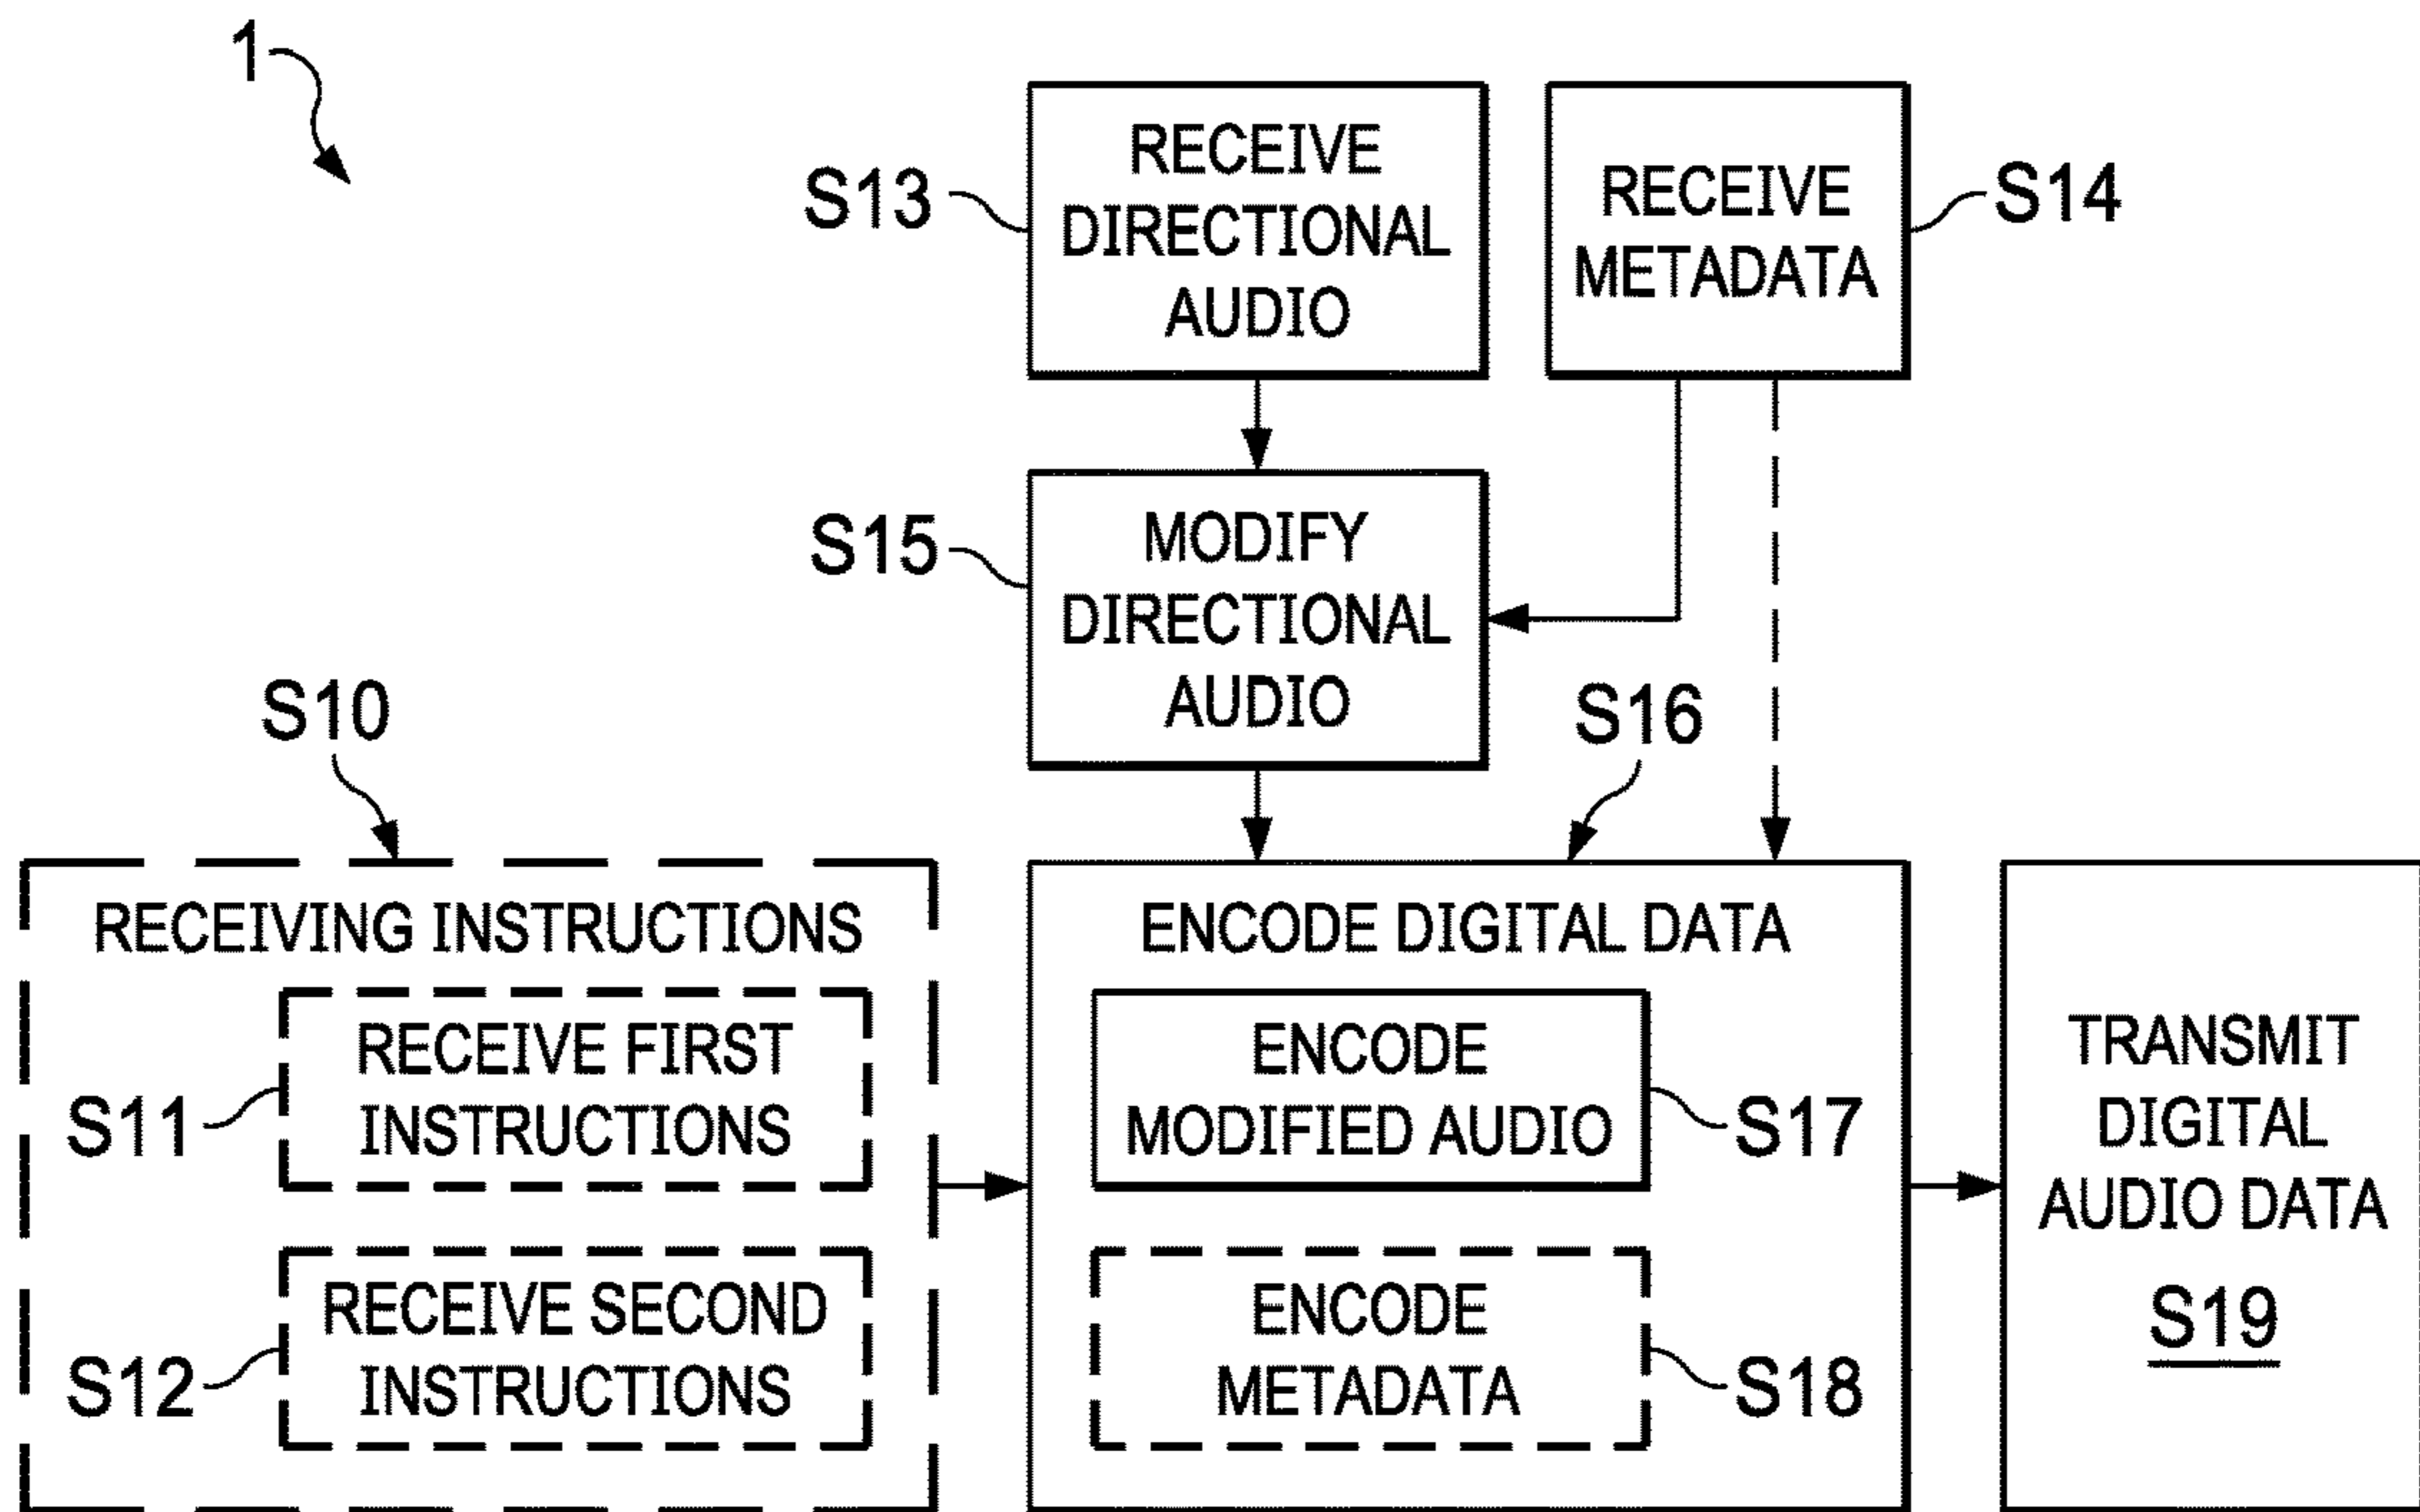 1
S13
RECEIVE
DIRECTIONAL
AUDIO
RECEIVE
METADATA
S14
S15
MODIFY
DIRECTIONAL
AUDIO
S10
S16
RECEIVING INSTRUCTIONS
S11
RECEIVE FIRST
INSTRUCTIONS
S12
RECEIVE SECOND
INSTRUCTIONS
ENCODE DIGITAL DATA
ENCODE
MODIFIED AUDIO
S17
ENCODE
METADATA
S18
TRANSMIT
DIGITAL
AUDIO DATA
S19